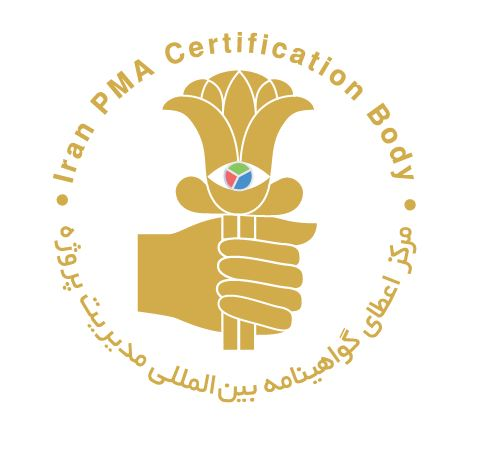 Iran PMA Certification Body
مرکز اعطای گواهینامه بین‌المللی مدیریت پروژه